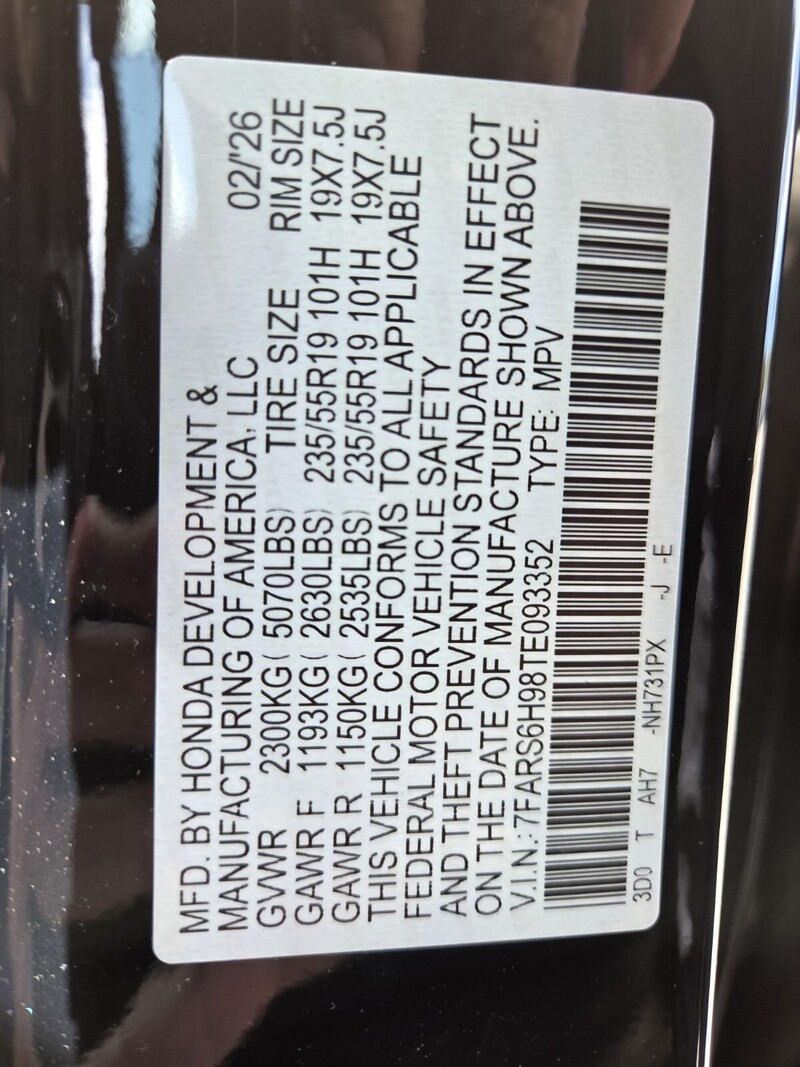 MFD. BY HONDA DEVELOPMENT &
MANUFACTURING OF AMERICA, LLC 02/'26
GVWR 2300KG( 5070LBS) TIRE SIZE RIM SIZE
GAWR F 1193KG( 2630LBS) 235/55R19 101H 19X7.5J
GAWR R 1150KG( 2535LBS) 235/55R19 101H 19X7.5J
THIS VEHICLE CONFORMS TO ALL APPLICABLE
FEDERAL MOTOR VEHICLE SAFETY
AND THEFT PREVENTION STANDARDS IN EFFECT
ON THE DATE OF MANUFACTURE SHOWN ABOVE.
V.I.N.: 7FARS6H98TE093352 TYPE: MPV
3D0 T AH7 -NH731PX -J -E